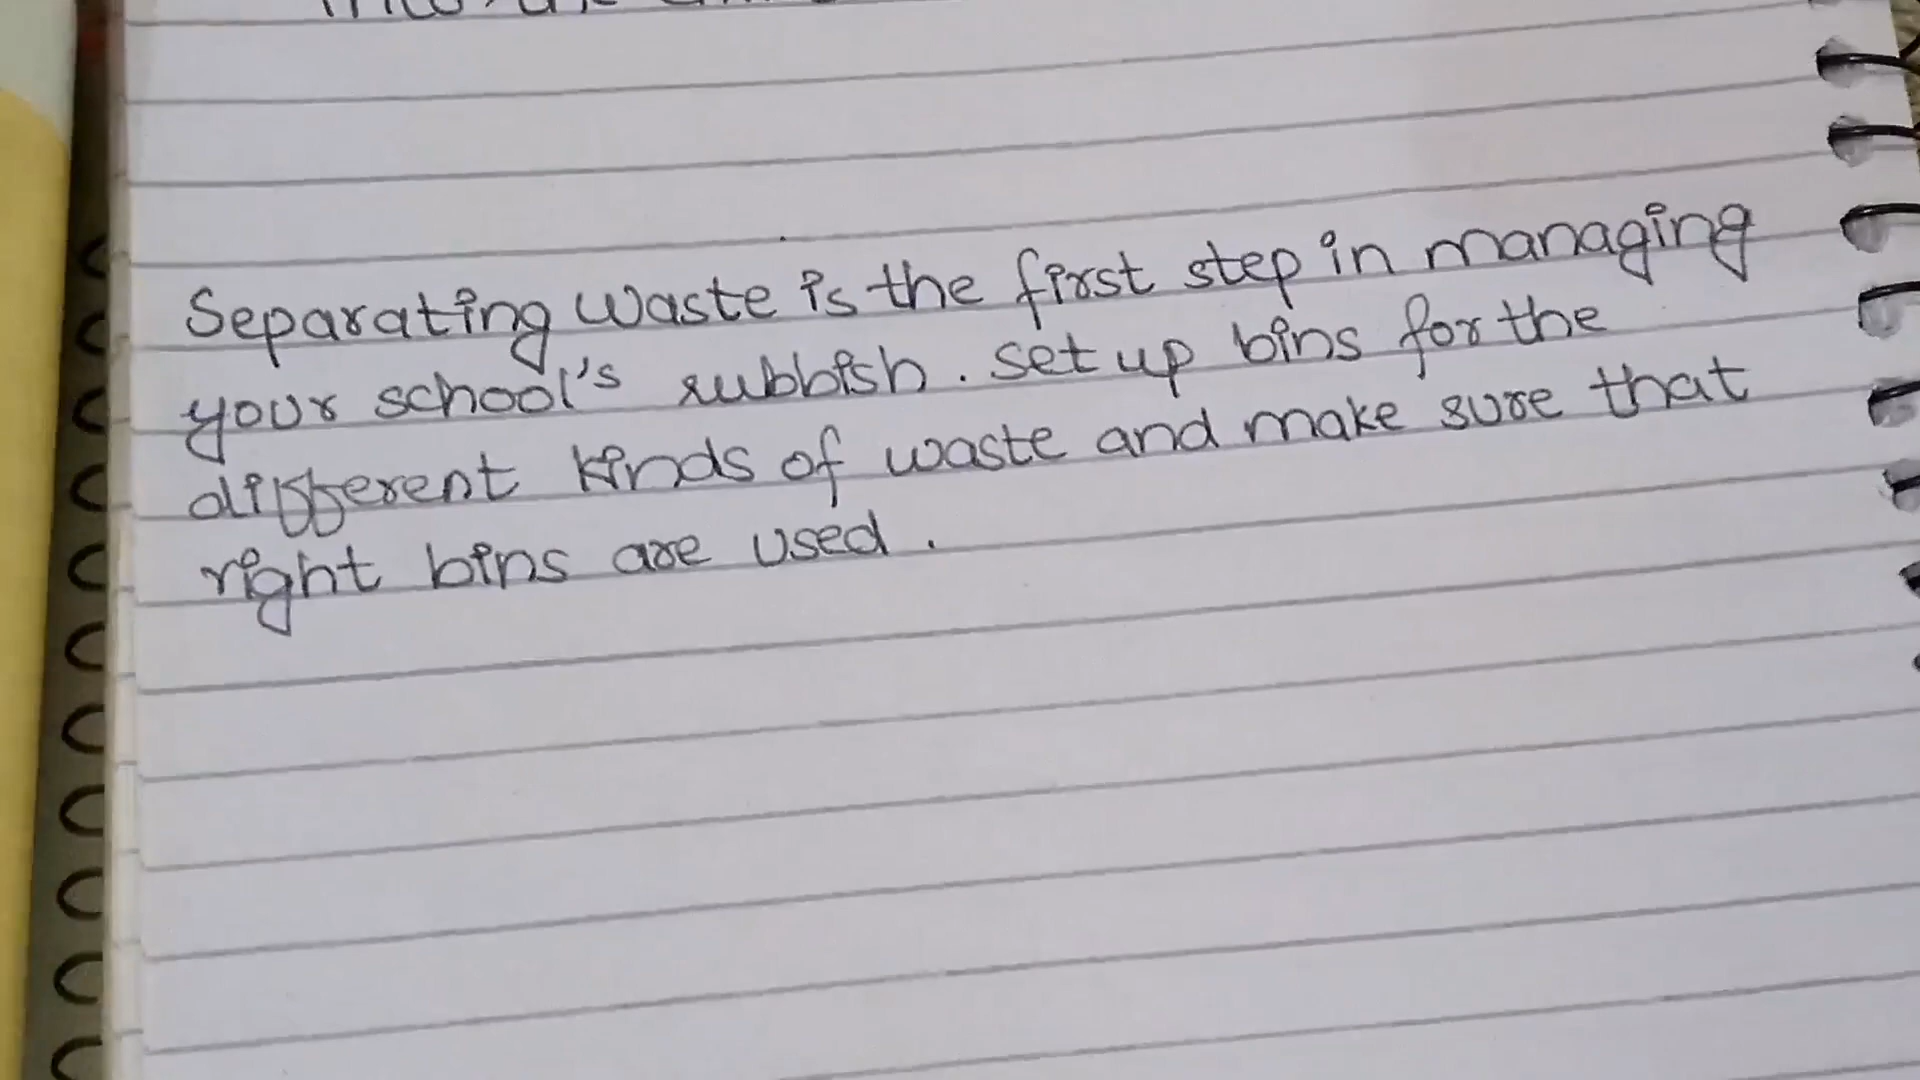 Separating waste is the first step in managing
your school's rubbish. set up bins for the
different kinds of waste and make sure that
right bins are used.